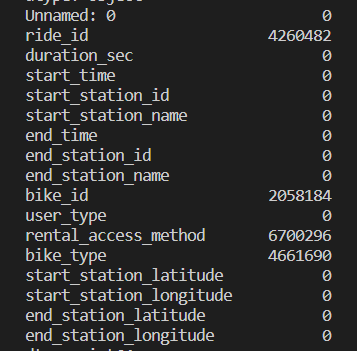 Unnamed: 0 0
ride_id 4260482
duration_sec 0
start_time 0
start_station_id 0
start_station_name 0
end_time 0
end_station_id 0
end_station_name 0
bike_id 2058184
user_type 0
rental_access_method 6700296
bike_type 4661690
start_station_latitude 0
start_station_longitude 0
end_station_latitude 0
end_station_longitude 0